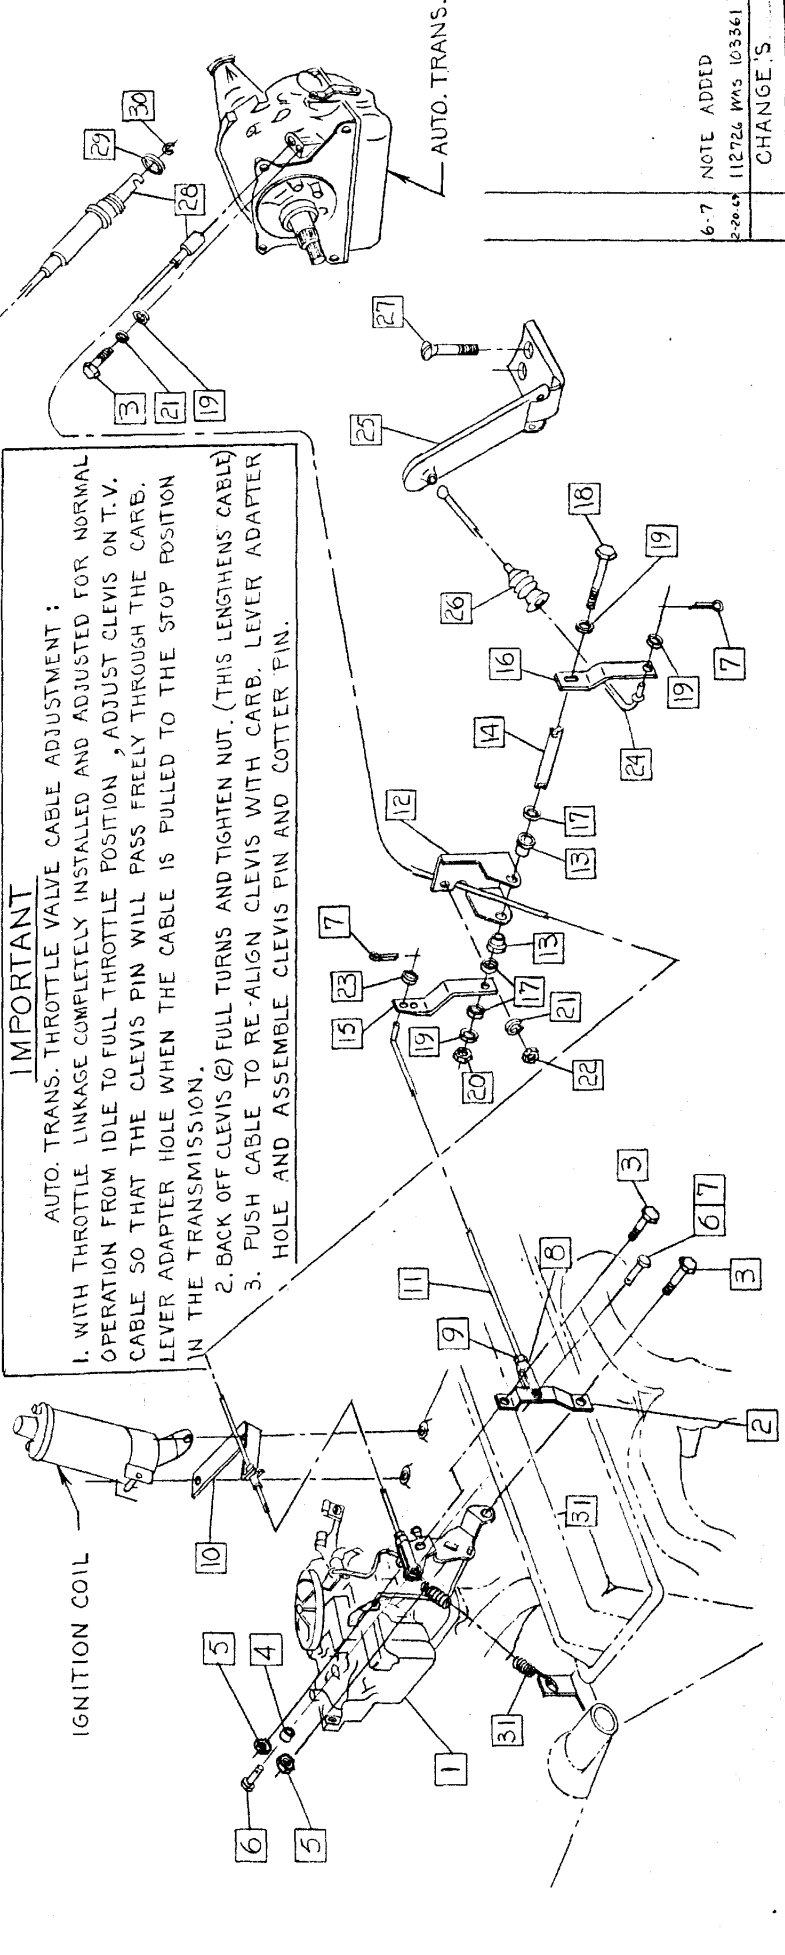 IMPORTANT
AUTO. TRANS. THROTTLE VALVE CABLE ADJUSTMENT :
1. WITH THROTTLE LINKAGE COMPLETELY INSTALLED AND ADJUSTED FOR NORMAL
OPERATION FROM IDLE TO FULL THROTTLE POSITION , ADJUST CLEVIS ON T.V.
CABLE SO THAT THE CLEVIS PIN WILL PASS FREELY THROUGH THE CARB.
LEVER ADAPTER HOLE WHEN THE CABLE IS PULLED TO THE STOP POSITION
IN THE TRANSMISSION.
2. BACK OFF CLEVIS (2) FULL TURNS AND TIGHTEN NUT. (THIS LENGTHENS CABLE)
3. PUSH CABLE TO RE-ALIGN CLEVIS WITH CARB. LEVER ADAPTER
HOLE AND ASSEMBLE CLEVIS PIN AND COTTER PIN.
IGNITION COIL
AUTO. TRANS.
30
29
28
3
21
19
27
25
18
19
26
16
7
19
14
24
12
17
13
7
13
23
17
21
15
19
20
22
3
6 7
8
3
11
9
2
10
31
5
4
31
1
6
5
6-7 NOTE ADDED
2-20-69 112726 WAS 103361
CHANGE'S